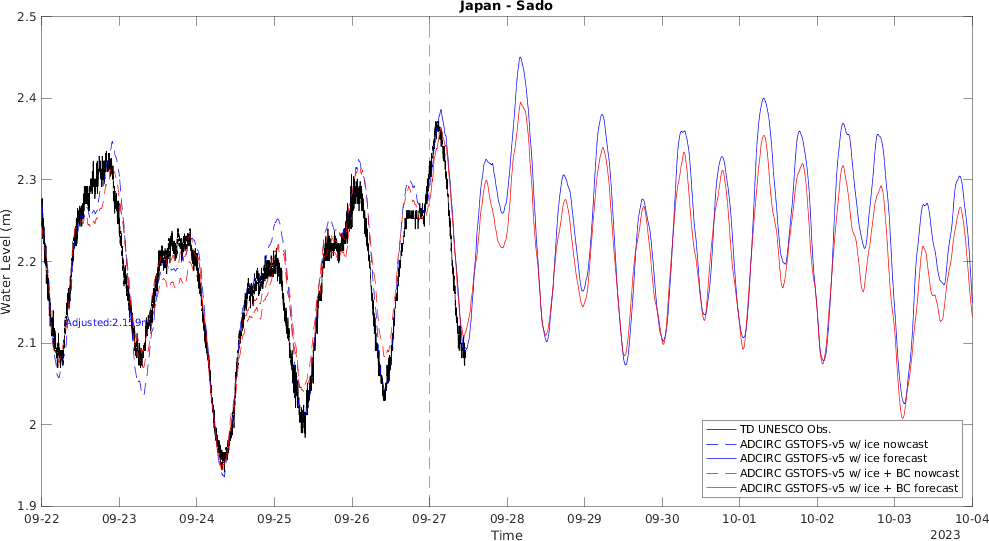 Japan - Sado
2.5
2.4
2.3
2.2
2.1
2
1.9
Water Level (m)
Adjusted:2.159m
TD UNESCO Obs.
ADCIRC GSTOFS-v5 w/ ice nowcast
ADCIRC GSTOFS-v5 w/ ice forecast
ADCIRC GSTOFS-v5 w/ ice + BC nowcast
ADCIRC GSTOFS-v5 w/ ice + BC forecast
09-22 09-23 09-24 09-25 09-26 09-27 09-28 09-29 09-30 10-01 10-02 10-03 10-04
Time
2023